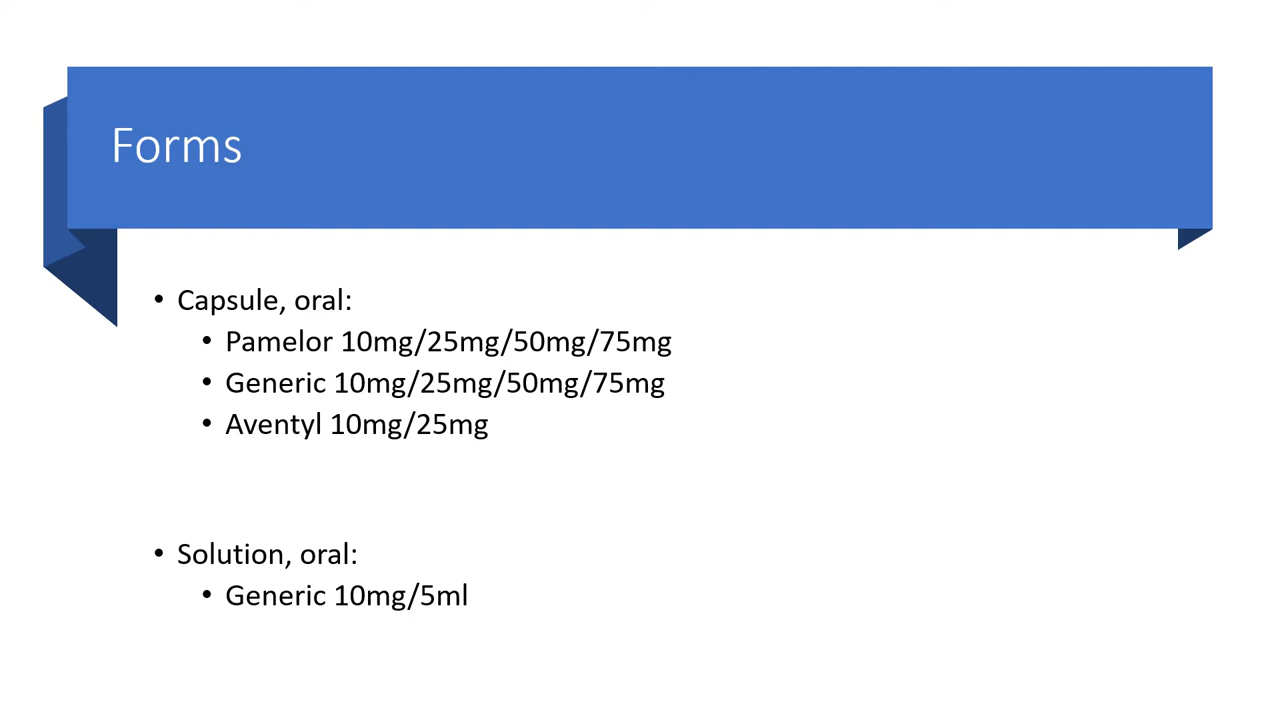 Forms
• Capsule, oral:
• Pamelor 10mg/25mg/50mg/75mg
• Generic 10mg/25mg/50mg/75mg
• Aventyl 10mg/25mg
• Solution, oral:
• Generic 10mg/5ml